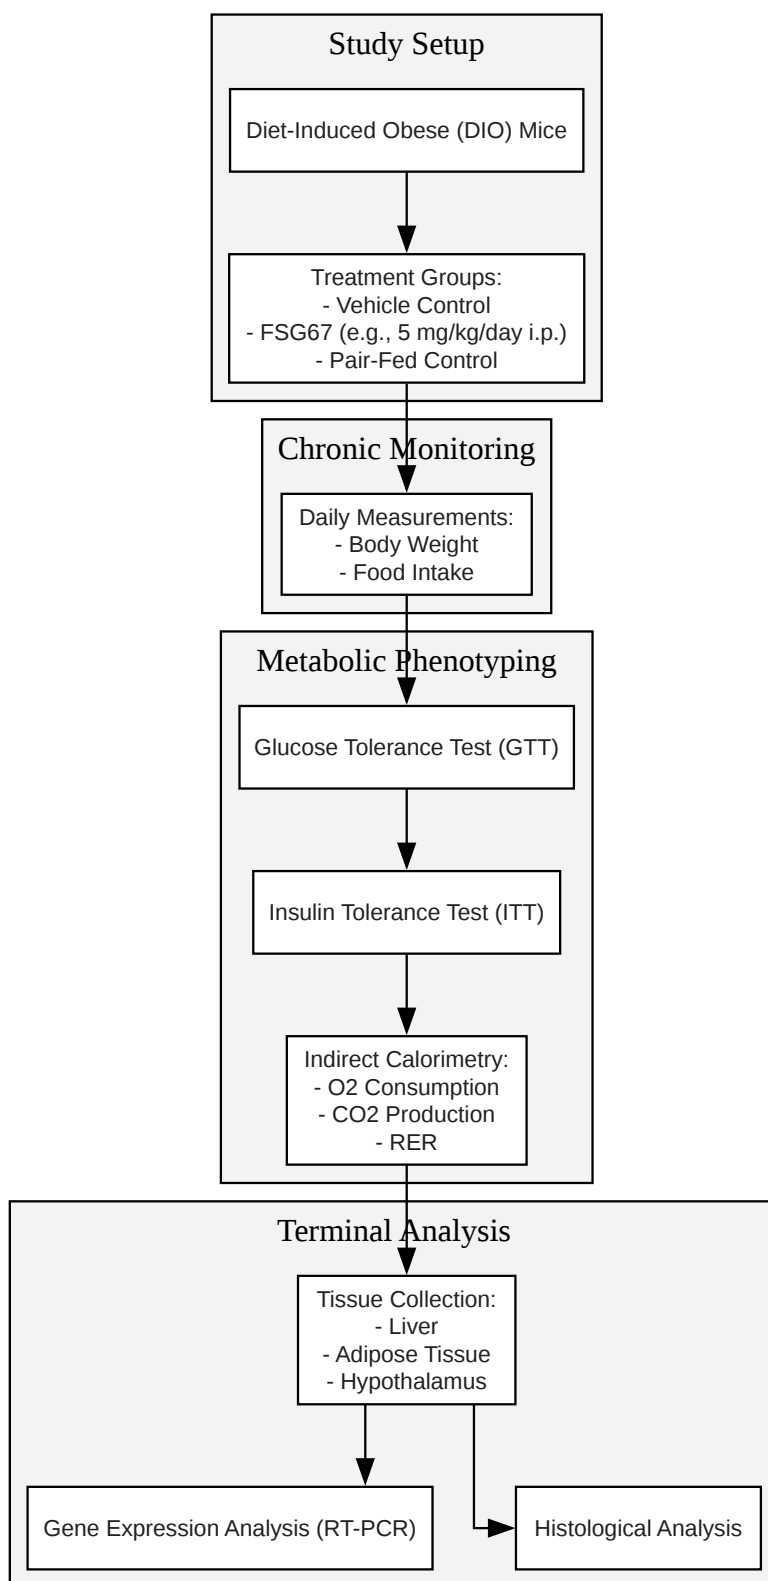 Study Setup
Diet-Induced Obese (DIO) Mice
Treatment Groups:
- Vehicle Control
- FSG67 (e.g., 5 mg/kg/day i.p.)
- Pair-Fed Control
Chronic Monitoring
Daily Measurements:
- Body Weight
- Food Intake
Metabolic Phenotyping
Glucose Tolerance Test (GTT)
Insulin Tolerance Test (ITT)
Indirect Calorimetry:
- O2 Consumption
- CO2 Production
- RER
Terminal Analysis
Tissue Collection:
- Liver
- Adipose Tissue
- Hypothalamus
Gene Expression Analysis (RT-PCR)
Histological Analysis